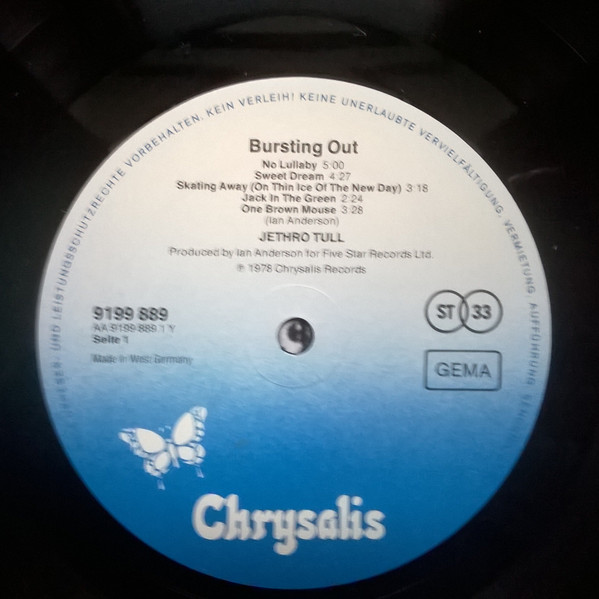 -UND LEISTUNGSSCHUTZRECHTE VORBEHALTEN. KEIN VERLEIH! KEINE UNERLAUBTE VERVIELFÄLTIGUNG, VERMIETUNG, AUFFÜHRUNG,
Bursting Out
No Lullaby 5:00
Sweet Dream 4:27
Skating Away (On Thin Ice Of The New Day) 3:18
Jack In The Green 2:24
One Brown Mouse 3:28
(Ian Anderson)
JETHRO TULL
Produced by Ian Anderson for Five Star Records Ltd.
℗ 1978 Chrysalis Records
9199 889
AA 9199 889 1 Y
Seite 1
Made in West Germany
ST 33
GEMA
Chrysalis